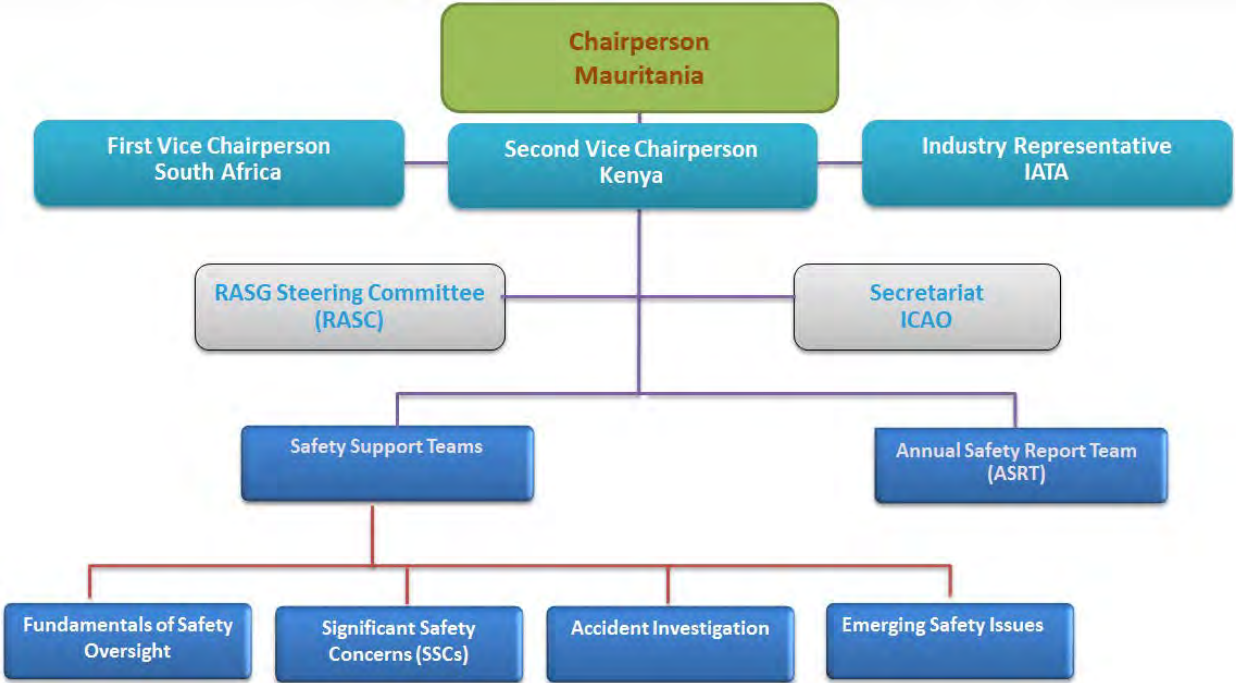 Chairperson
Mauritania
First Vice Chairperson
South Africa
Second Vice Chairperson
Kenya
Industry Representative
IATA
RASG Steering Committee
(RASC)
Secretariat
ICAO
Safety Support Teams
Annual Safety Report Team
(ASRT)
Fundamentals of Safety
Oversight
Significant Safety
Concerns (SSCs)
Accident Investigation
Emerging Safety Issues